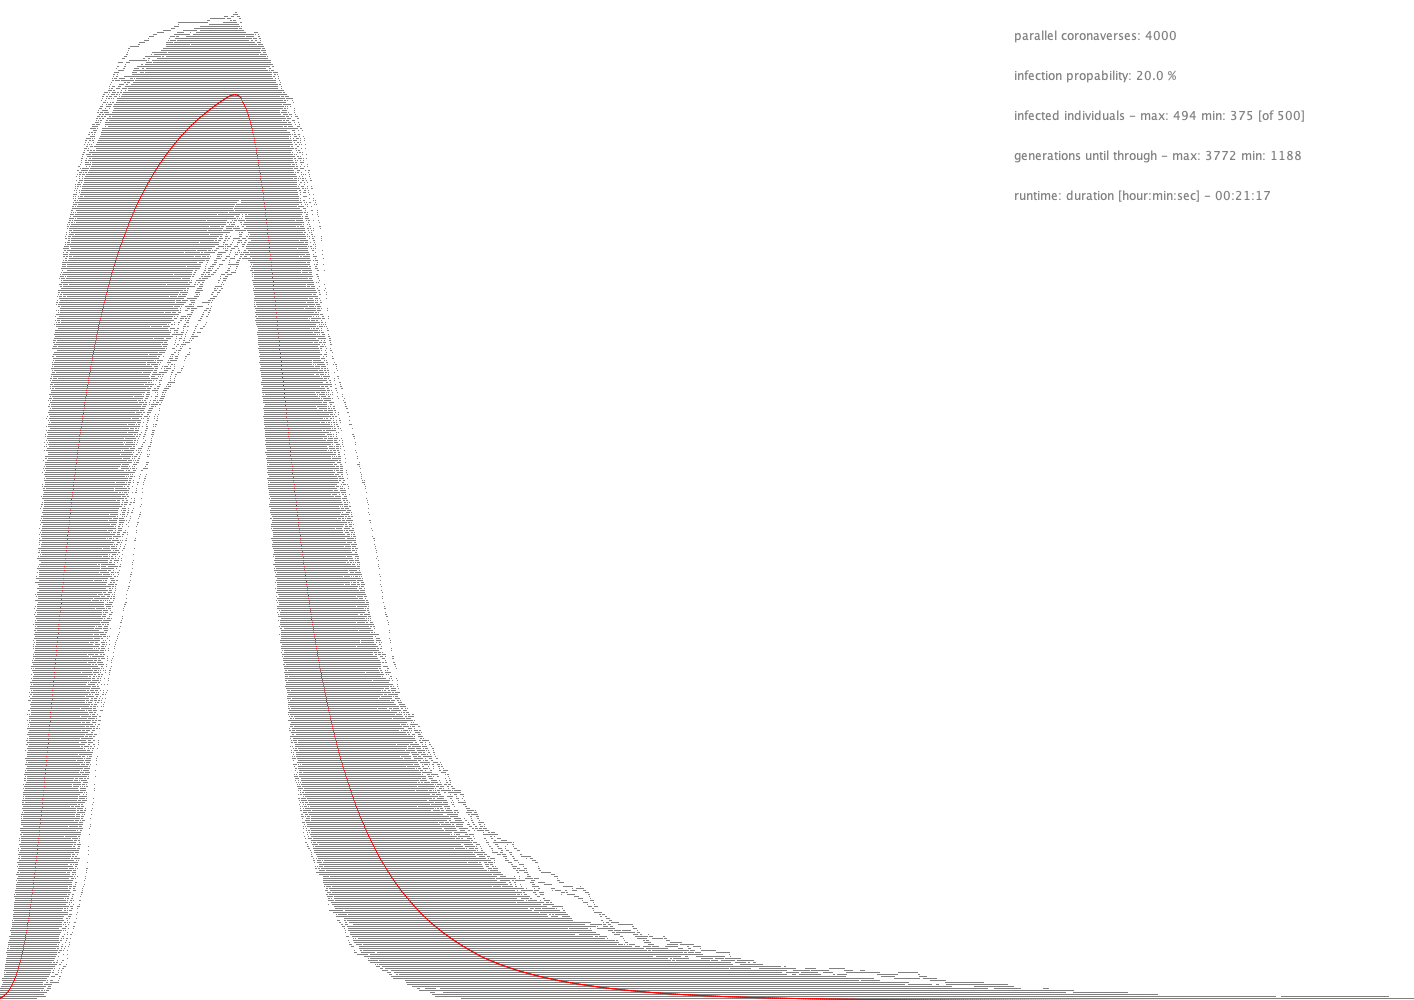 parallel coronaverses: 4000
infection propability: 20.0 %
infected individuals – max: 494 min: 375 [of 500]
generations until through – max: 3772 min: 1188
runtime: duration [hour:min:sec] – 00:21:17